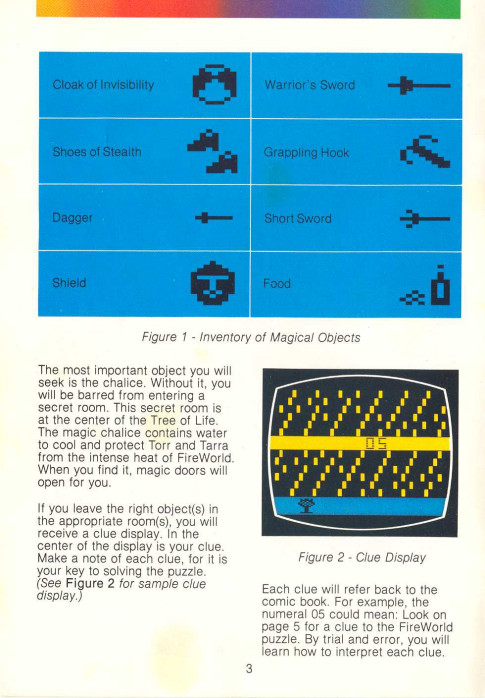 Cloak of Invisibility
Warrior's Sword
Shoes of Stealth
Grappling Hook
Dagger
Short Sword
Shield
Food
Figure 1 - Inventory of Magical Objects
The most important object you will
seek is the chalice. Without it, you
will be barred from entering a
secret room. This secret room is
at the center of the Tree of Life.
The magic chalice contains water
to cool and protect Torr and Tarra
from the intense heat of FireWorld.
When you find it, magic doors will
open for you.
If you leave the right object(s) in
the appropriate room(s), you will
receive a clue display. In the
center of the display is your clue.
Make a note of each clue, for it is
your key to solving the puzzle.
(See Figure 2 for sample clue
display.)
05
Figure 2 - Clue Display
Each clue will refer back to the
comic book. For example, the
numeral 05 could mean: Look on
page 5 for a clue to the FireWorld
puzzle. By trial and error, you will
learn how to interpret each clue.
3